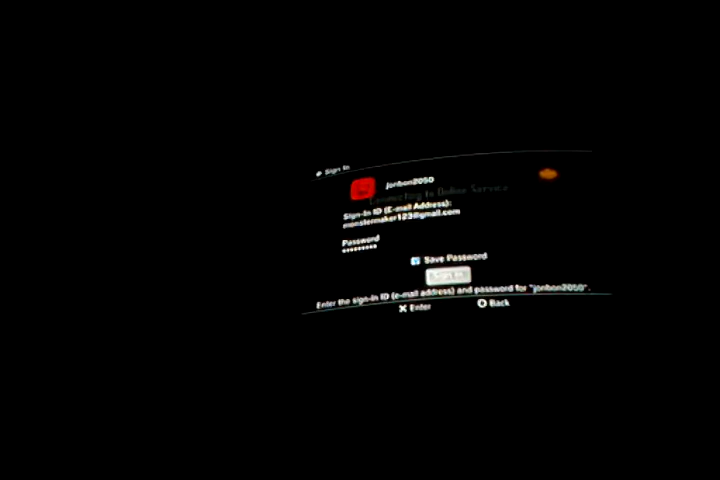 Sign In
jonbon2050
Connecting to Online Service
Sign-In ID (E-mail Address):
monstermaker123@gmail.com
Password
*********
Save Password
Sign In
Enter the sign-in ID (e-mail address) and password for "jonbon2050".
Enter
Back